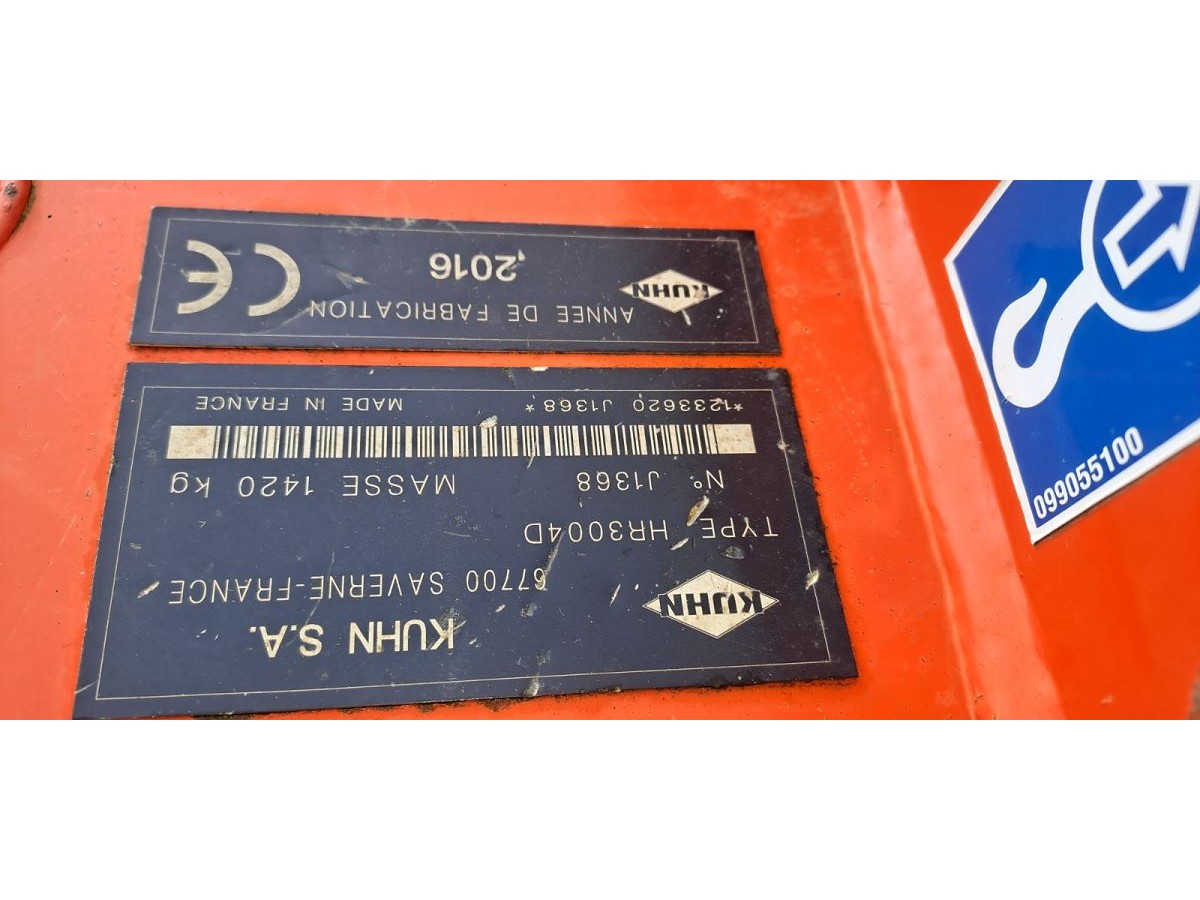 KUHN
KUHN S.A.
67700 SAVERNE-FRANCE
TYPE HR3004D
N° J1368 MASSE 1420 kg
*1233620 J1368* MADE IN FRANCE
KUHN
ANNEE DE FABRICATION
2016
CE
099055100